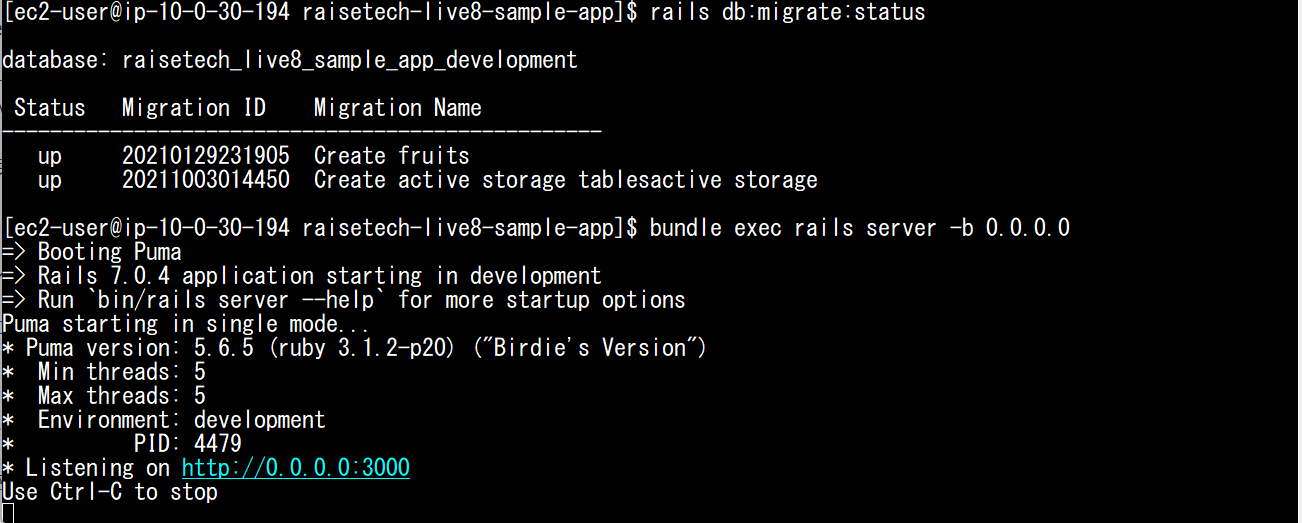 [ec2-user@ip-10-0-30-194 raisetech-live8-sample-app]$ rails db:migrate:status
database: raisetech_live8_sample_app_development
Status Migration ID Migration Name
--------------------------------------------------
up 20210129231905 Create fruits
up 20211003014450 Create active storage tablesactive storage
[ec2-user@ip-10-0-30-194 raisetech-live8-sample-app]$ bundle exec rails server -b 0.0.0.0
=> Booting Puma
=> Rails 7.0.4 application starting in development
=> Run `bin/rails server --help` for more startup options
Puma starting in single mode...
* Puma version: 5.6.5 (ruby 3.1.2-p20) ("Birdie's Version")
* Min threads: 5
* Max threads: 5
* Environment: development
* PID: 4479
* Listening on http://0.0.0.0:3000
Use Ctrl-C to stop